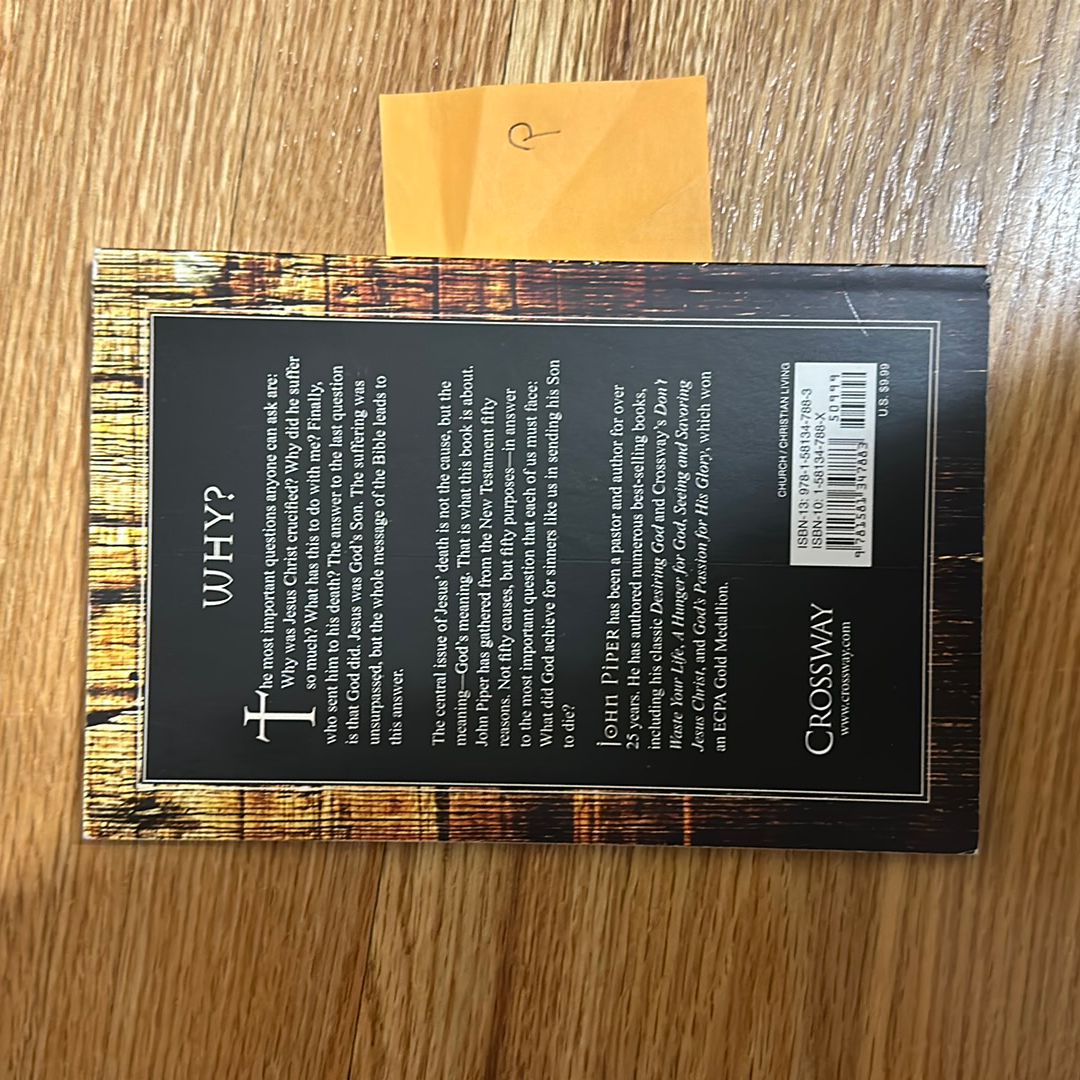 R
WHY?
The most important questions anyone can ask are:
Why was Jesus Christ crucified? Why did he suffer
so much? What has this to do with me? Finally,
who sent him to his death? The answer to the last question
is that God did. Jesus was God's Son. The suffering was
unsurpassed, but the whole message of the Bible leads to
this answer.
The central issue of Jesus' death is not the cause, but the
meaning—God's meaning. That is what this book is about.
John Piper has gathered from the New Testament fifty
reasons. Not fifty causes, but fifty purposes—in answer
to the most important question that each of us must face:
What did God achieve for sinners like us in sending his Son
to die?
JOHN PIPER has been a pastor and author for over
25 years. He has authored numerous best-selling books,
including his classic Desiring God and Crossway's Don't
Waste Your Life, A Hunger for God, Seeing and Savoring
Jesus Christ, and God's Passion for His Glory, which won
an ECPA Gold Medallion.
CHURCH / CHRISTIAN LIVING
ISBN-13: 978-1-58134-788-3
ISBN-10: 1-58134-788-X
50999
9 781581 347883
U.S. $9.99
CROSSWAY
www.crossway.com